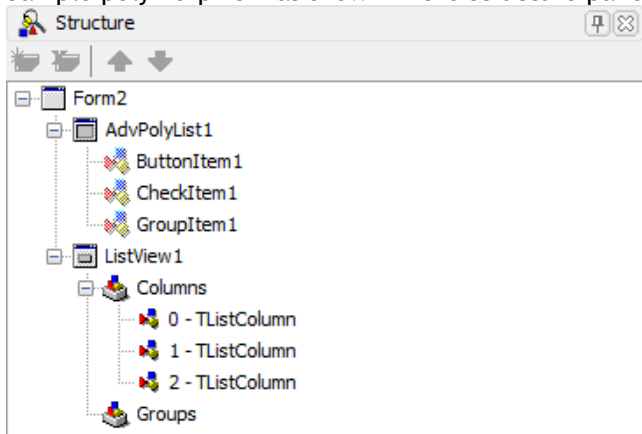 Structure
Form2
AdvPolyList1
ButtonItem1
CheckItem1
GroupItem1
ListView1
Columns
0 - TListColumn
1 - TListColumn
2 - TListColumn
Groups